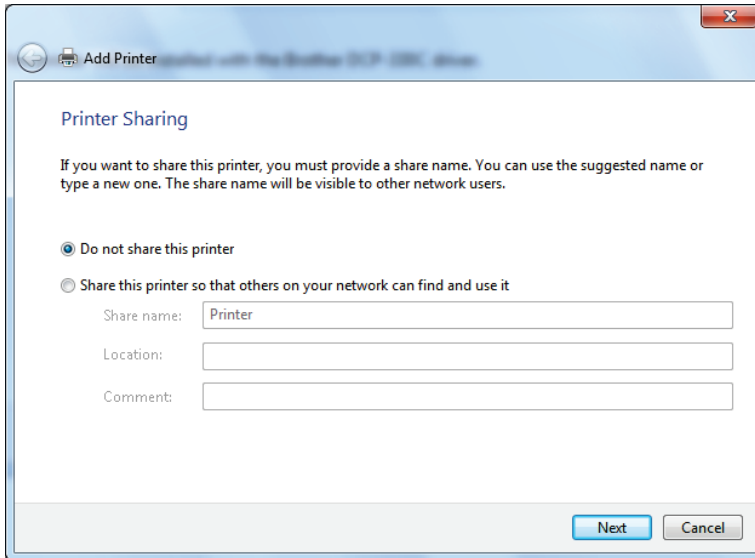 Add Printer
Printer Sharing
If you want to share this printer, you must provide a share name. You can use the suggested name or
type a new one. The share name will be visible to other network users.
Do not share this printer
Share this printer so that others on your network can find and use it
Share name: Printer
Location:
Comment:
Next Cancel